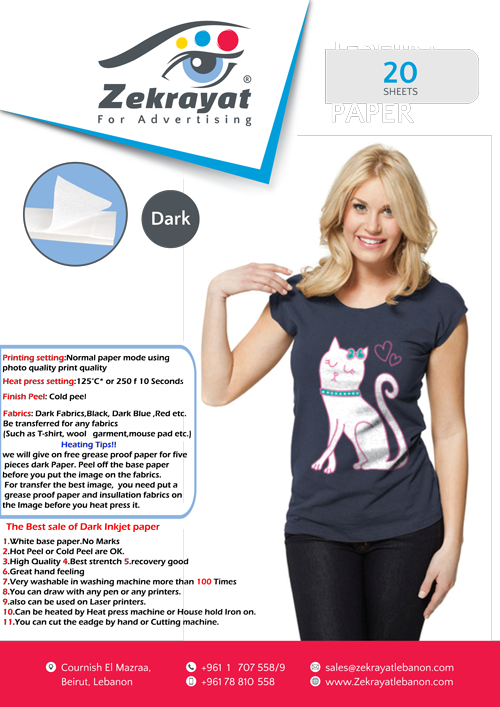 Zekrayat®
For Advertising
20
SHEETS
PAPER
Dark
Printing setting:Normal paper mode using
photo quality print quality
Heat press setting:125'C* or 250 f 10 Seconds
Finish Peel: Cold peel
Fabrics: Dark Fabrics,Black, Dark Blue ,Red etc.
Be transferred for any fabrics
(Such as T-shirt, wool garment,mouse pad etc.)
Heating Tips!!
we will give on free grease proof paper for five
pieces dark Paper. Peel off the base paper
before you put the image on the fabrics.
For transfer the best image, you need put a
grease proof paper and insullation fabrics on
the Image before you heat press it.
The Best sale of Dark Inkjet paper
1.White base paper.No Marks
2.Hot Peel or Cold Peel are OK.
3.High Quality 4.Best strentch 5.recovery good
6.Great hand feeling
7.Very washable in washing machine more than 100 Times
8.You can draw with any pen or any printers.
9.also can be used on Laser printers.
10.Can be heated by Heat press machine or House hold Iron on.
11.You can cut the eadge by hand or Cutting machine.
Cournish El Mazraa,
Beirut, Lebanon
+961 1 707 558/9
+961 78 810 558
sales@zekrayatlebanon.com
www.Zekrayatlebanon.com